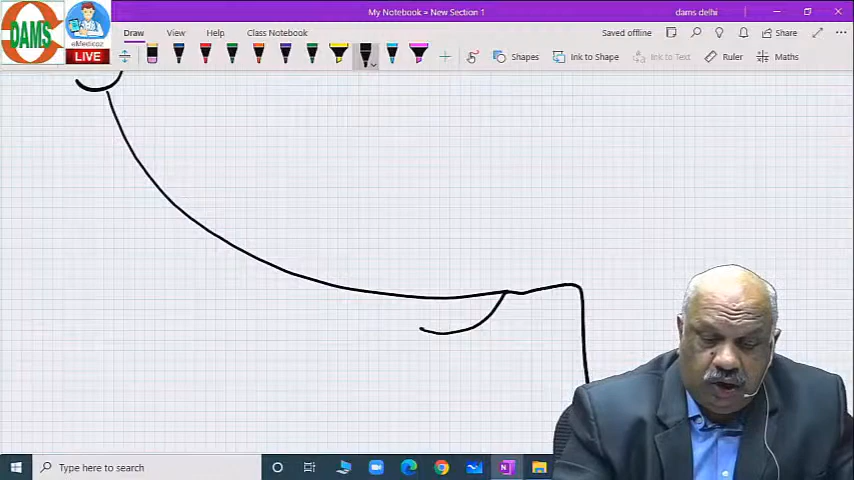 My Notebook – New Section 1
dams delhi
DAMS
eMedicoz
LIVE
Draw
View
Help
Class Notebook
Saved offline
Share
Shapes
Ink to Shape
Ink to Text
Ruler
Maths
Type here to search